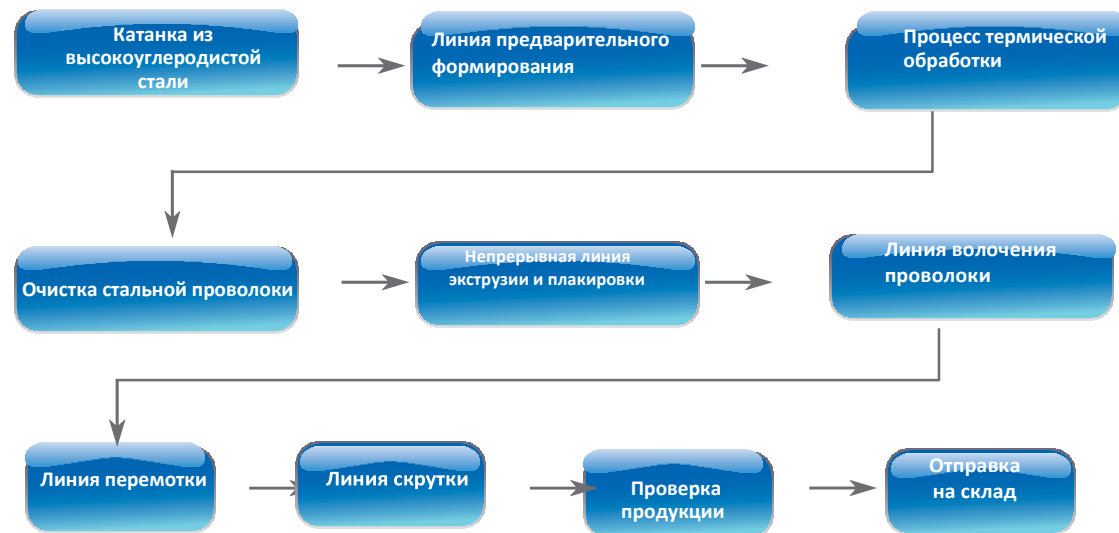 Катанка из
высокоуглеродистой
стали
Линия предварительного
формирования
Процесс термической
обработки
Очистка стальной проволоки
Непрерывная линия
экструзии и плакировки
Линия волочения
проволоки
Линия перемотки
Линия скрутки
Проверка
продукции
Отправка
на склад